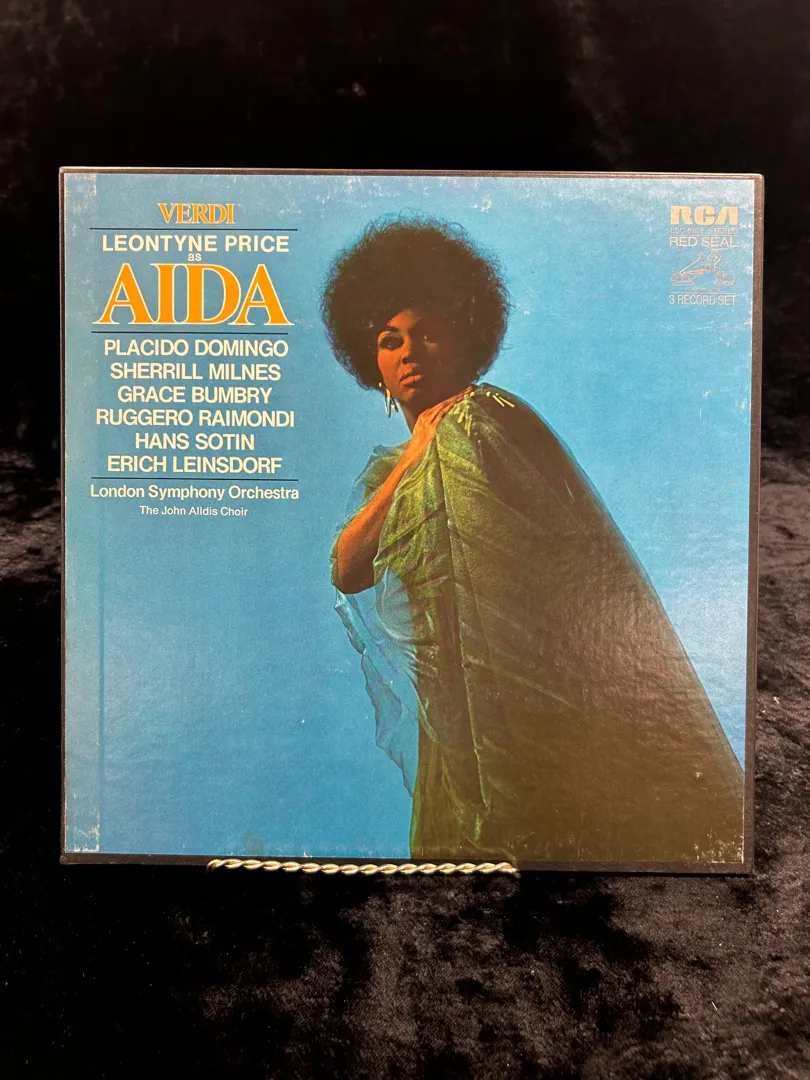 VERDI
LEONTYNE PRICE
as
AIDA
PLACIDO DOMINGO
SHERRILL MILNES
GRACE BUMBRY
RUGGERO RAIMONDI
HANS SOTIN
ERICH LEINSDORF
London Symphony Orchestra
The John Alldis Choir
RCA
STEREO
RED SEAL
3 RECORD SET